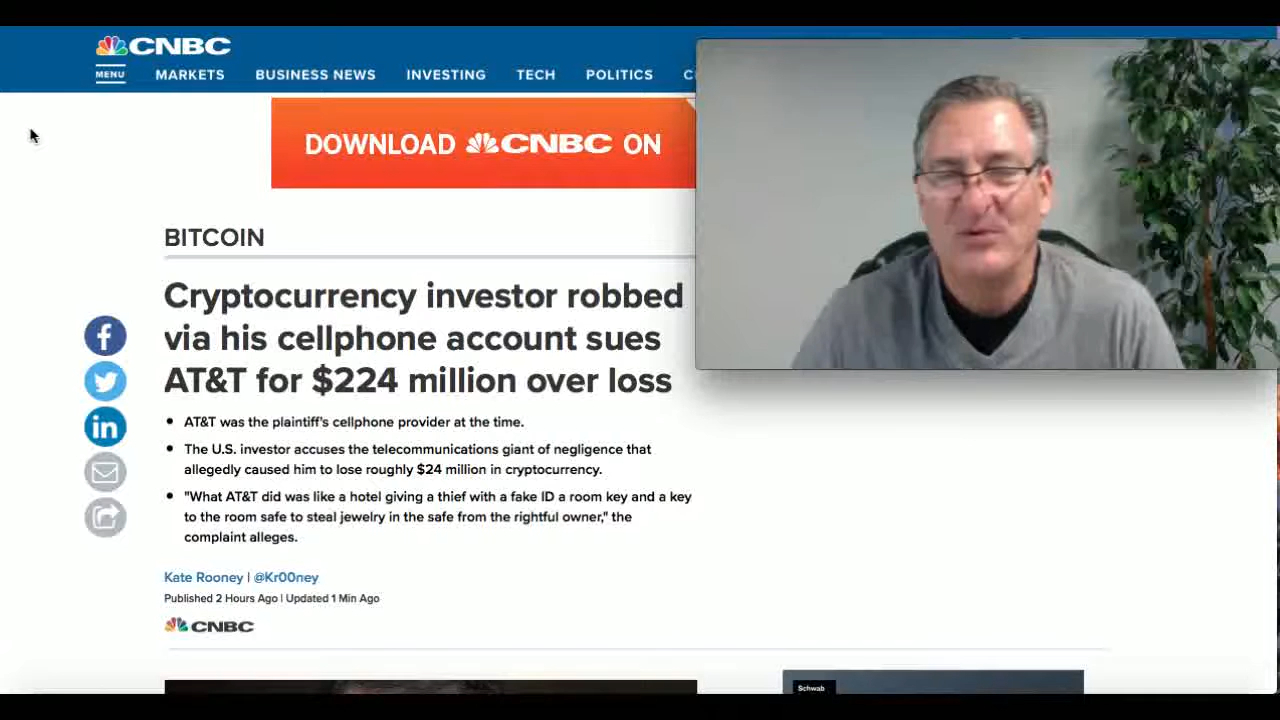 CNBC
MENU
MARKETS
BUSINESS NEWS
INVESTING
TECH
POLITICS
DOWNLOAD CNBC ON
BITCOIN
Cryptocurrency investor robbed
via his cellphone account sues
AT&T for $224 million over loss
AT&T was the plaintiff's cellphone provider at the time.
The U.S. investor accuses the telecommunications giant of negligence that
allegedly caused him to lose roughly $24 million in cryptocurrency.
"What AT&T did was like a hotel giving a thief with a fake ID a room key and a key
to the room safe to steal jewelry in the safe from the rightful owner," the
complaint alleges.
Kate Rooney | @Kr00ney
Published 2 Hours Ago | Updated 1 Min Ago
CNBC
Schwab